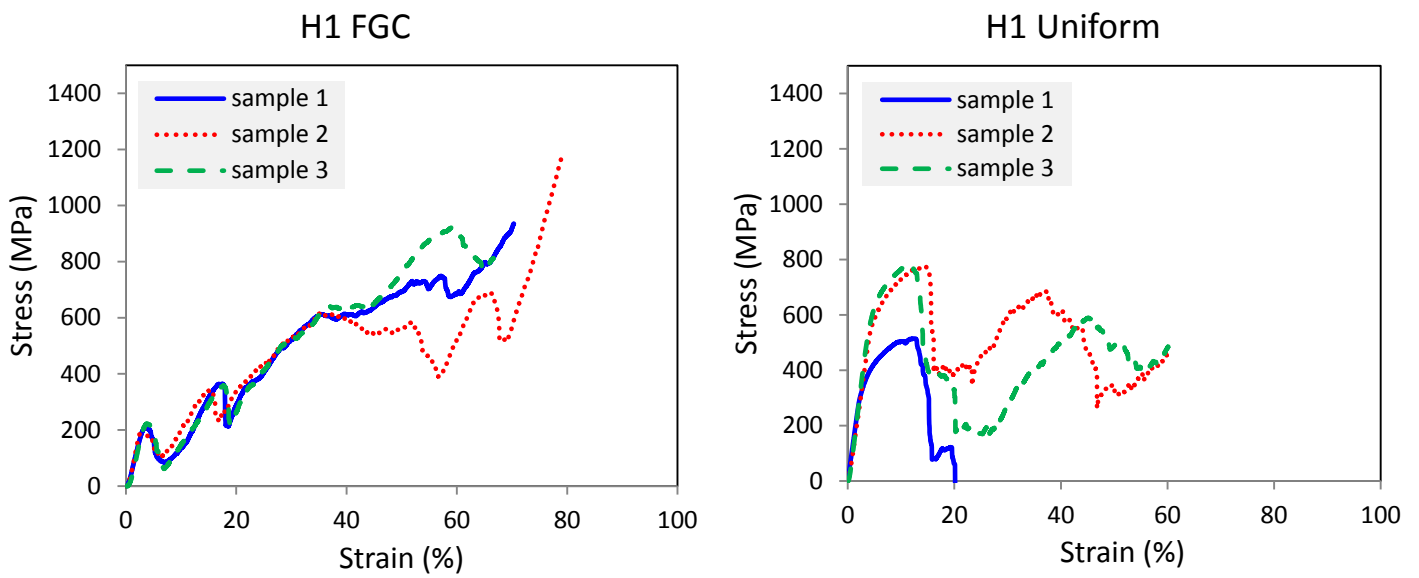 H1 FGC
1400
1200
1000
800
600
400
200
0
Stress (MPa)
sample 1
sample 2
sample 3
0 20 40 60 80 100
Strain (%)
H1 Uniform
1400
1200
1000
800
600
400
200
0
Stress (MPa)
sample 1
sample 2
sample 3
0 20 40 60 80 100
Strain (%)